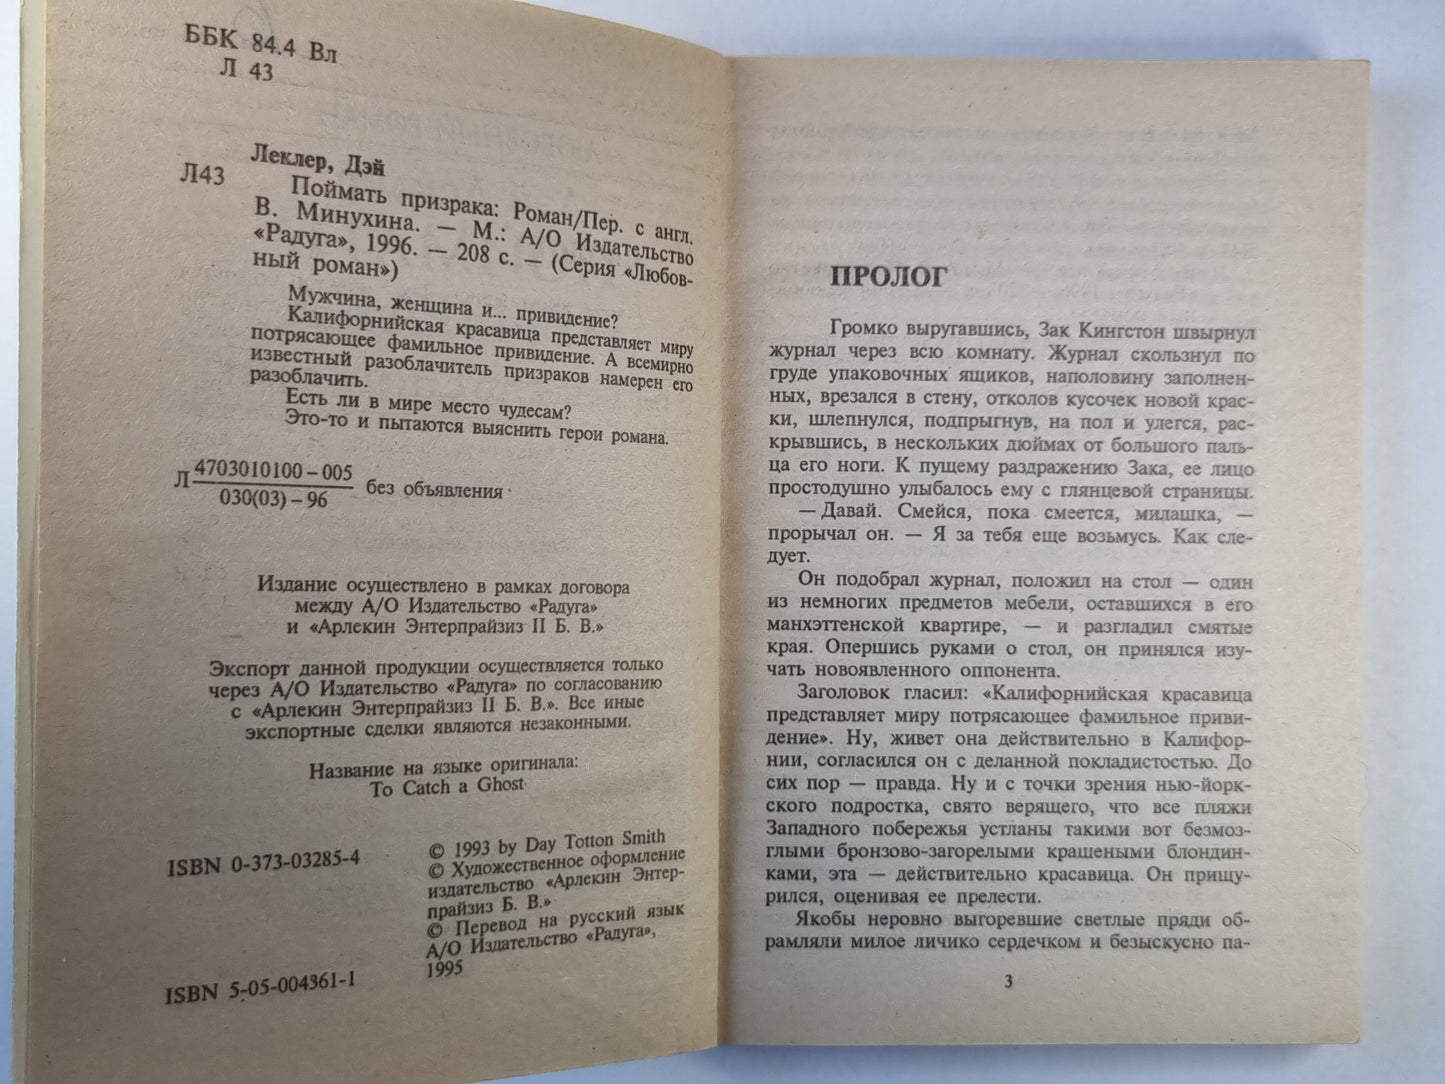 ББК 84.4 Вл
Л 43
Леклер, Дэй
Л43
Поймать призрака: Роман/Пер. с англ.
В. Минухина. — М.: А/О Издательство
«Радуга», 1996. — 208 с. — (Серия «Любов-
ный роман»)
Мужчина, женщина и... привидение?
Калифорнийская красавица представляет миру
потрясающее фамильное привидение. А всемирно
известный разоблачитель призраков намерен его
разоблачить.
Есть ли в мире место чудесам?
Это-то и пытаются выяснить герои романа.
Л 4703010100–005
030(03)–96
без объявления
Издание осуществлено в рамках договора
между А/О Издательство «Радуга»
и «Арлекин Энтерпрайзиз II Б. В.»
Экспорт данной продукции осуществляется только
через А/О Издательство «Радуга» по согласованию
с «Арлекин Энтерпрайзиз II Б. В.». Все иные
экспортные сделки являются незаконными.
Название на языке оригинала:
To Catch a Ghost
ISBN 0-373-03285-4
© 1993 by Day Totton Smith
© Художественное оформление
издательство «Арлекин Энтер-
прайзиз Б. В.»
© Перевод на русский язык
А/О Издательство «Радуга»,
1995
ISBN 5-05-004361-1
ПРОЛОГ
Громко выругавшись, Зак Кингстон швырнул
журнал через всю комнату. Журнал скользнул по
груде упаковочных ящиков, наполовину заполнен-
ных, врезался в стену, отколов кусочек новой крас-
ки, шлепнулся, подпрыгнув, на пол и улегся, рас-
крывшись, в нескольких дюймах от большого паль-
ца его ноги. К пущему раздражению Зака, ее лицо
простодушно улыбалось ему с глянцевой страницы.
— Давай. Смейся, пока смеется, милашка, —
прорычал он. — Я за тебя еще возьмусь. Как сле-
дует.
Он подобрал журнал, положил на стол — один
из немногих предметов мебели, оставшихся в его
манхэттенской квартире, — и разгладил смятые
края. Опершись руками о стол, он принялся изу-
чать новоявленного оппонента.
Заголовок гласил: «Калифорнийская красавица
представляет миру потрясающее фамильное приви-
дение». Ну, живет она действительно в Калифор-
нии, согласился он с деланной покладистостью. До
сих пор — правда. Ну и с точки зрения нью-йорк-
ского подростка, свято верящего, что все пляжи
Западного побережья устланы такими вот безмоз-
глыми бронзово-загорелыми крашеными блондин-
ками, эта — действительно красавица. Он прищу-
рился, оценивая ее прелести.
Якобы неровно выгоревшие светлые пряди об-
рамляли милое личико сердечком и безыскусно па-
3